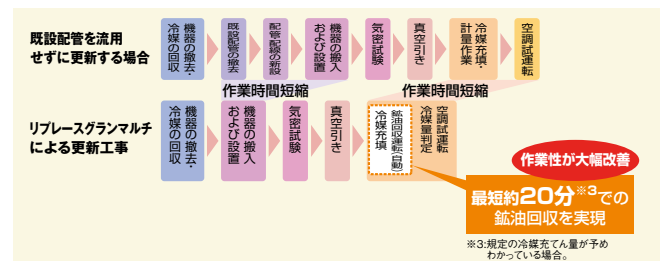 既設配管を流用
せずに更新する場合
機器の撤去・
冷媒の回収
既設配管の撤去
配管配線の新設
機器の搬入
および設置
気密試験
真空引き
冷媒充填・
計量作業
空調試運転
作業時間短縮
作業時間短縮
リプレースグランマルチ
による更新工事
機器の撤去・
冷媒の回収
機器の搬入
および設置
気密試験
真空引き
鉱油回収運転(自動)
冷媒充填
空調試運転
冷媒量判定
作業性が大幅改善
最短約20分※3での
鉱油回収を実現
※3:規定の冷媒充てん量が予め
わかっている場合。